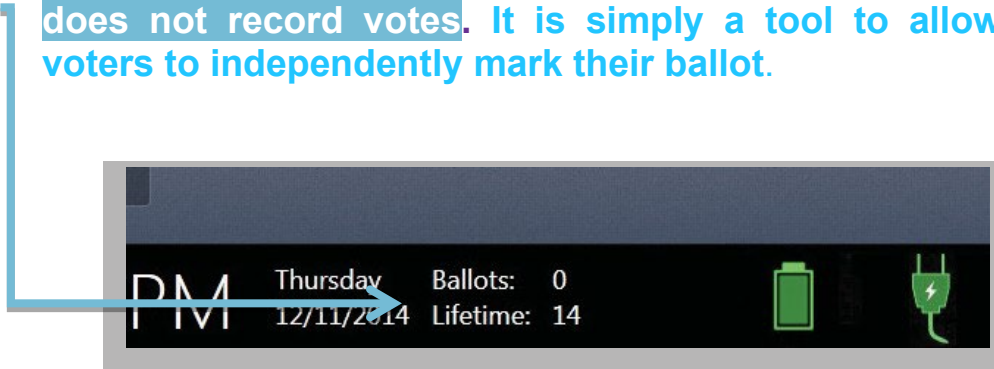 does not record votes. It is simply a tool to allow
voters to independently mark their ballot.
PM Thursday Ballots: 0
12/11/2014 Lifetime: 14